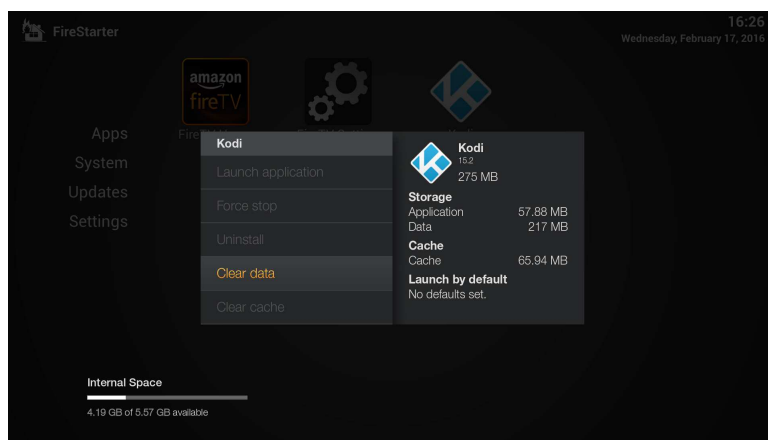 16:26
FireStarter
Wednesday, February 17, 2016
amazon
fireTV
Apps
System
Updates
Settings
Kodi
Launch application
Force stop
Uninstall
Clear data
Clear cache
Kodi
15.2
275 MB
Storage
Application 57.88 MB
Data 217 MB
Cache
Cache 65.94 MB
Launch by default
No defaults set.
Internal Space
4.19 GB of 5.57 GB available